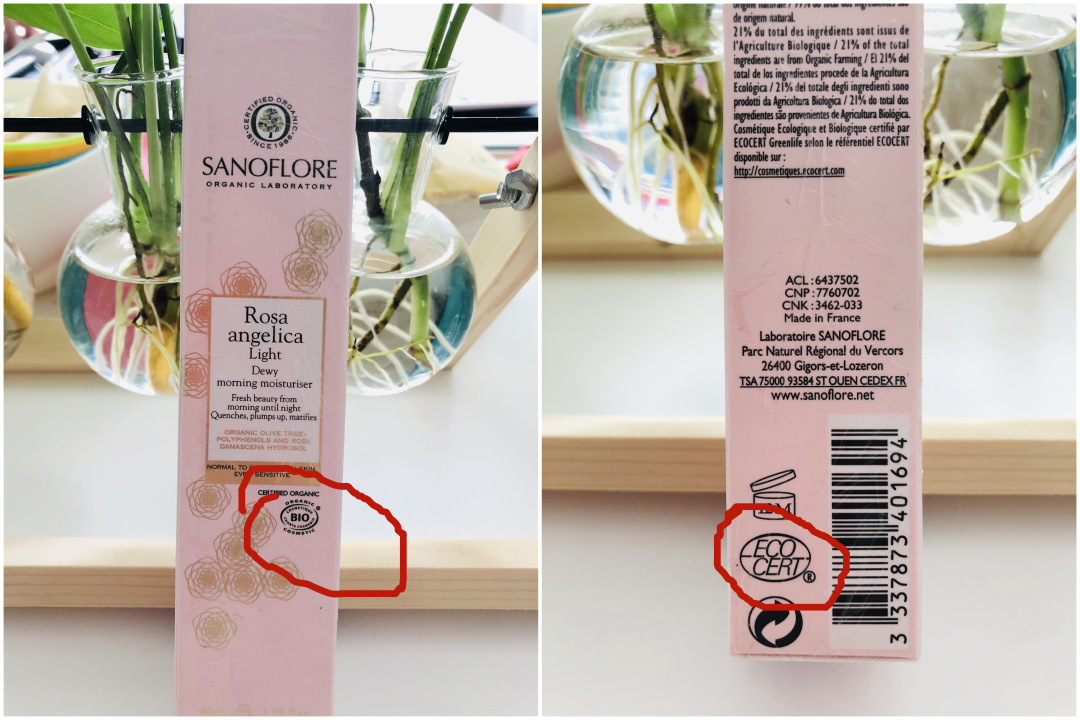 CERTIFIED ORGANIC
SINCE 1986
SANOFLORE
ORGANIC LABORATORY
Rosa
angelica
Light
Dewy
morning moisturiser
Fresh beauty from
morning until night
Quenches, plumps up, matifies
ORGANIC OLIVE TREE-
POLYPHENOLS AND ROSA
DAMASCENA HYDROSOL
NORMAL TO SKIN
EVEN SENSITIVE
CERTIFIED ORGANIC
ORGANIC
COSMETIQUE
BIO
COSMETIC
de origem natural.
21% du total des ingrédients sont issus de
l'Agriculture Biologique / 21% of the total
ingredients are from Organic Farming / El 21% del
total de los ingredientes procede de la Agricultura
Ecológica / 21% del totale degli ingredienti sono
prodotti da Agricoltura Biologica / 21% do total dos
ingredientes são provenientes de Agricultura Biológica.
Cosmétique Ecologique et Biologique certifié par
ECOCERT Greenlife selon le référentiel ECOCERT
disponible sur :
http://cosmetiques.ecocert.com
ACL : 6437502
CNP : 7760702
CNK : 3462-033
Made in France
Laboratoire SANOFLORE
Parc Naturel Régional du Vercors
26400 Gigors-et-Lozeron
TSA 75000 93584 ST OUEN CEDEX FR
www.sanoflore.net
12M
ECO
CERT
®
3 337873 401694